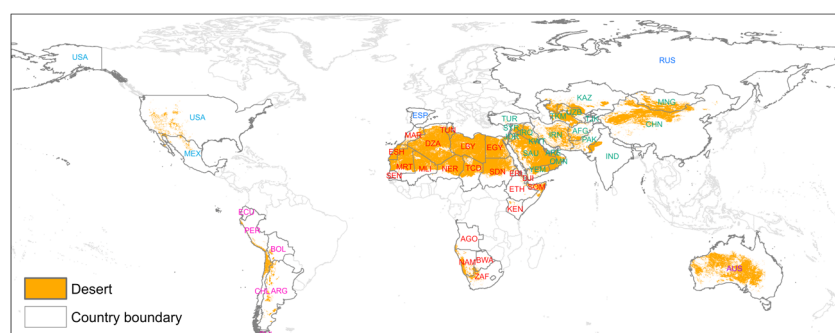 USA
RUS
USA
MEX
ESP
KAZ
MNG
CHN
TUR
MAR
TUN
DZA
LBY
EGY
IRN
AFG
PAK
SAU
OMN
IND
ESH
MRT
MLI
NER
TCD
SDN
SEN
ETH
SOM
KEN
ECU
PER
BOL
CHL ARG
AGO
NAM
BWA
ZAF
AUS
Desert
Country boundary